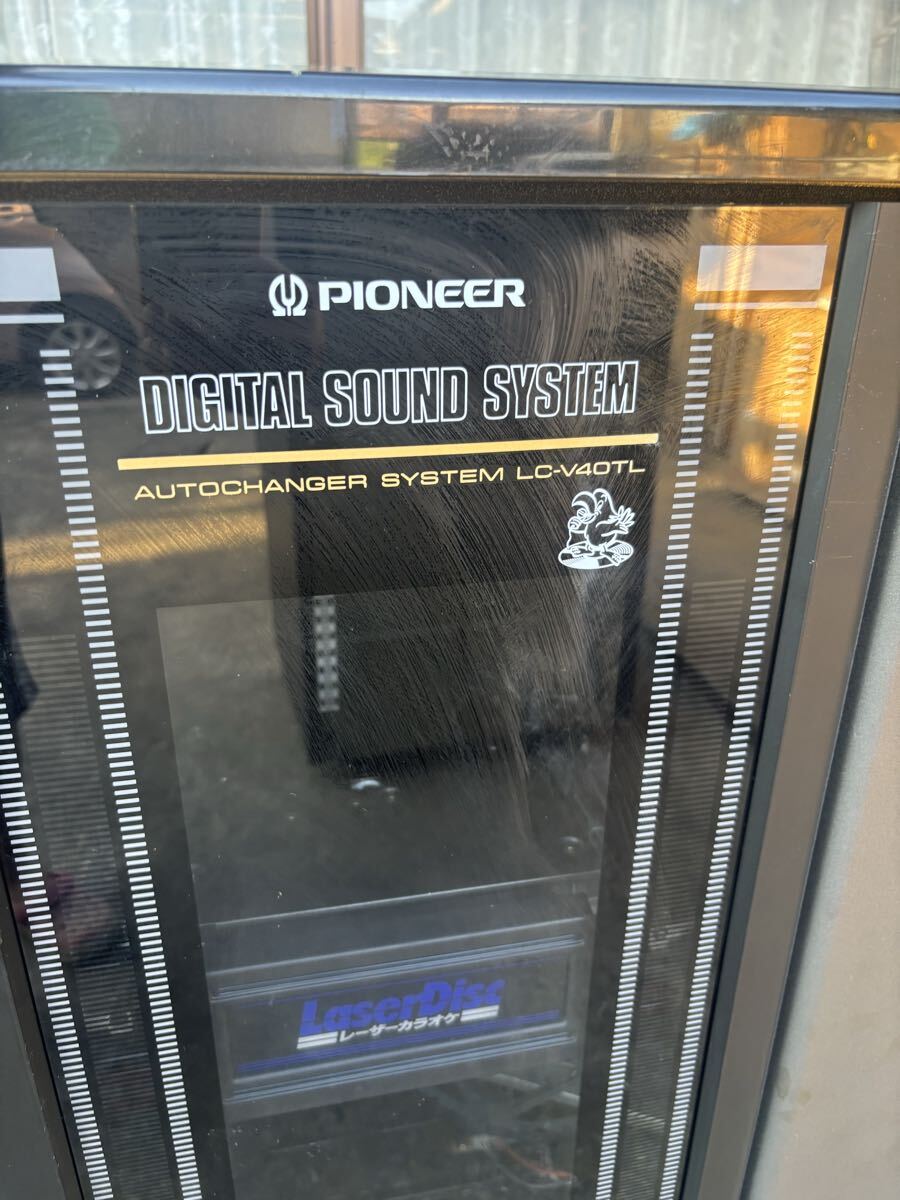 PIONEER
DIGITAL SOUND SYSTEM
AUTOCHANGER SYSTEM LC-V40TL
LaserDisc
レーザーカラオケ